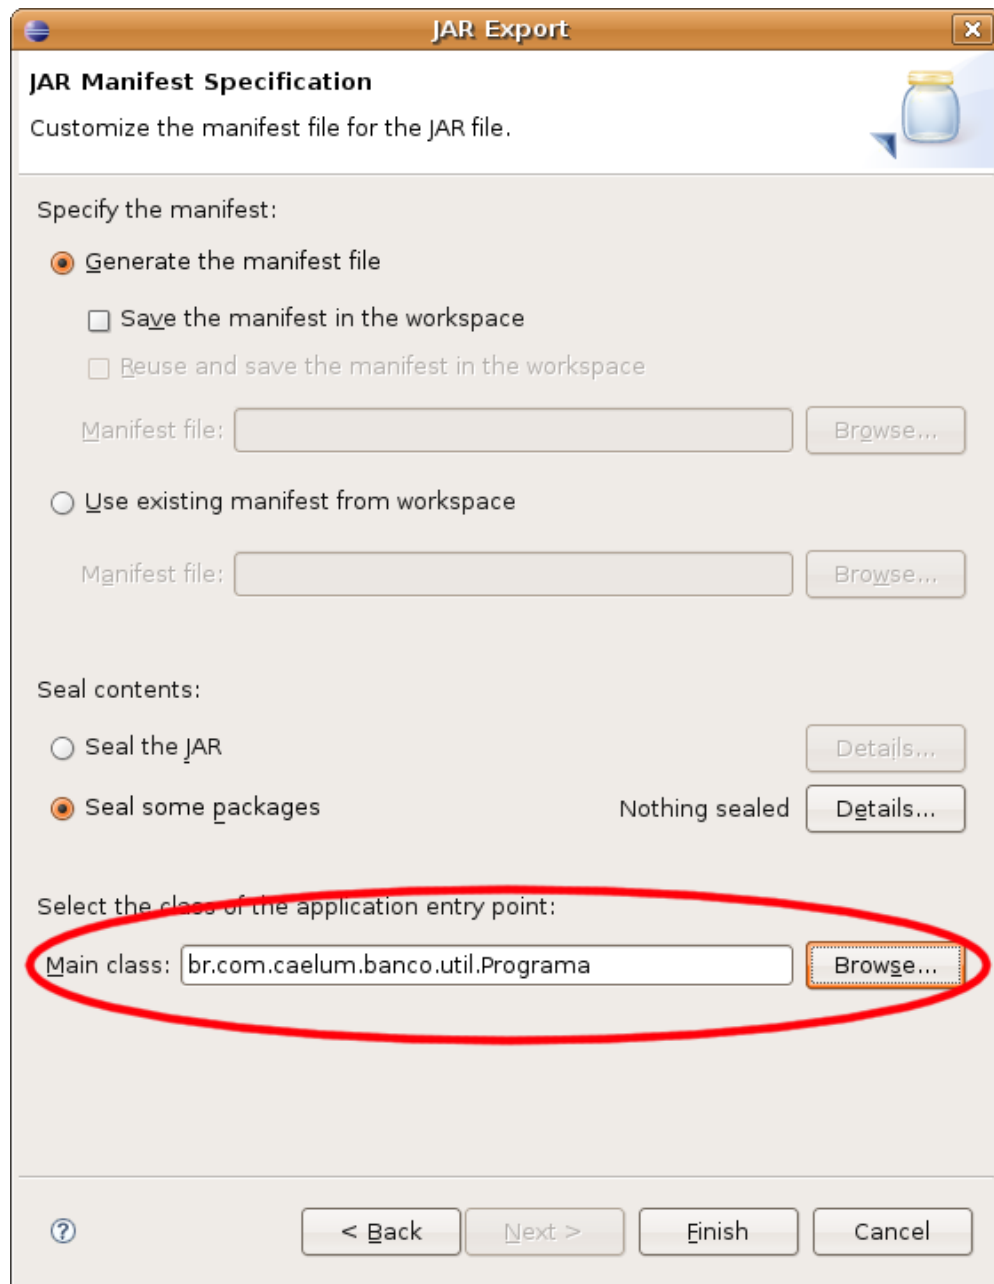 JAR Export
JAR Manifest Specification
Customize the manifest file for the JAR file.
Specify the manifest:
Generate the manifest file
Save the manifest in the workspace
Reuse and save the manifest in the workspace
Manifest file: Browse...
Use existing manifest from workspace
Manifest file: Browse...
Seal contents:
Seal the JAR Details...
Seal some packages Nothing sealed Details...
Select the class of the application entry point:
Main class: br.com.caelum.banco.util.Programa Browse...
? < Back Next > Finish Cancel